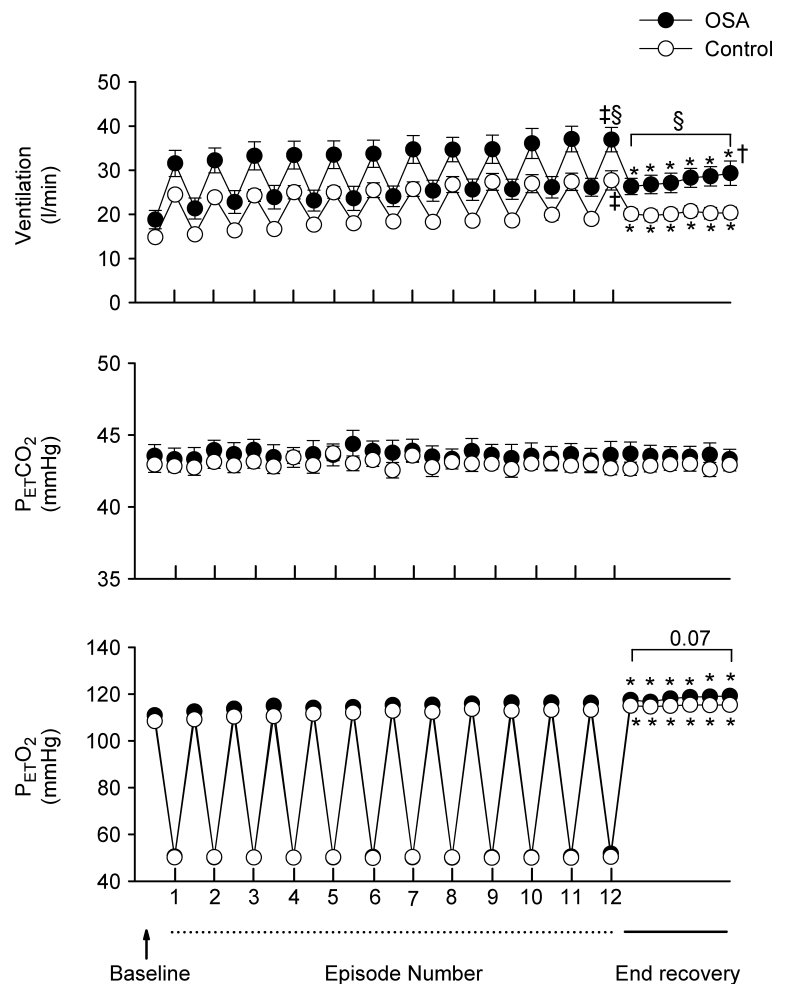 OSA
Control
50
40
30
20
10
0
Ventilation
(l/min)
‡§
§
* * * * * *
†
‡
* * * * * *
50
45
40
35
PETCO2
(mmHg)
140
120
100
80
60
40
PETO2
(mmHg)
0.07
* * * * * *
* * * * * *
1 2 3 4 5 6 7 8 9 10 11 12
Baseline Episode Number End recovery